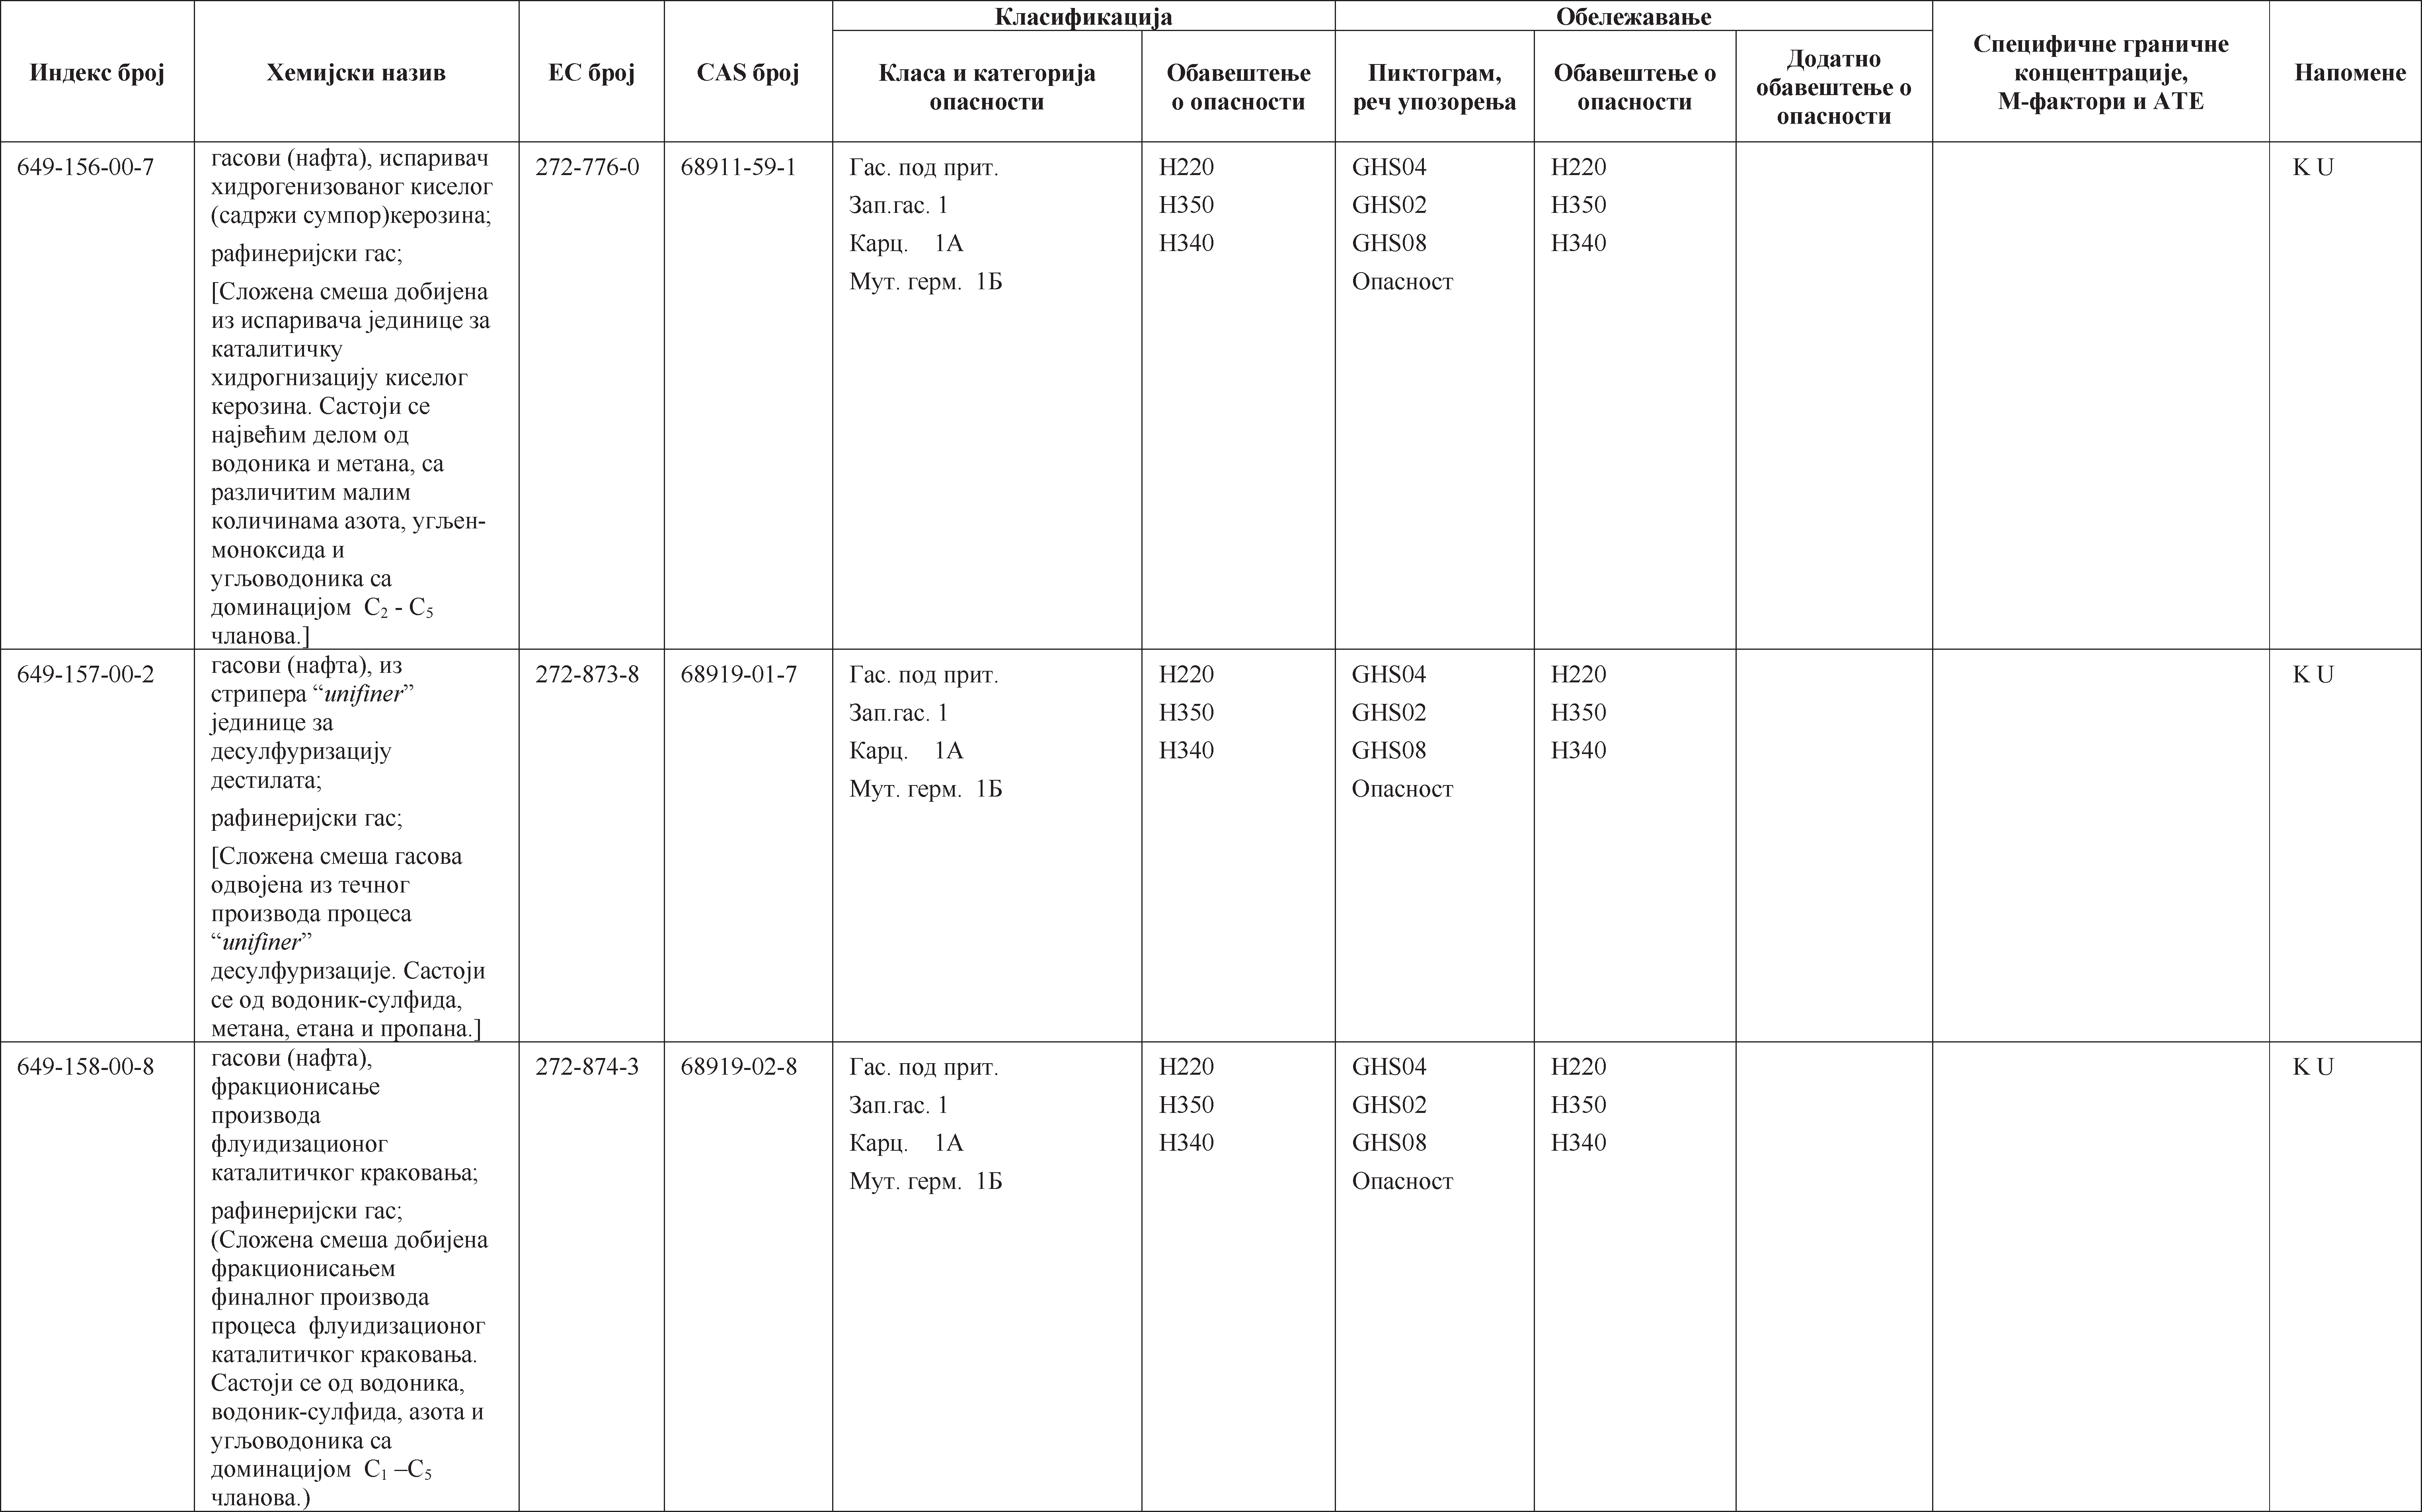 Индекс број
Хемијски назив
ЕС број
CAS број
Класификација
Класа и категорија
опасности
Обавештење
о опасности
Обележавање
Пиктограм,
реч упозорења
Обавештење о
опасности
Додатно
обавештење о
опасности
Специфичне граничне
концентрације,
М-фактори и АТЕ
Напомене
649-156-00-7
гасови (нафта), испаривач
хидрогенизованог киселог
(садржи сумпор)керозина;
рафинеријски гас;
[Сложена смеша добијена
из испаривача јединице за
каталитичку
хидрогнизацију киселог
керозина. Састоји се
највећим делом од
водоника и метана, са
различитим малим
количинама азота, угљен-
моноксида и
угљоводоника са
доминацијом C₂ - C₅
чланова.]
272-776-0
68911-59-1
Гас. под прит.
Зап.гас. 1
Карц. 1А
Мут. герм. 1Б
H220
H350
H340
GHS04
GHS02
GHS08
Опасност
H220
H350
H340
K U
649-157-00-2
гасови (нафта), из
стрипера “unifiner”
јединице за
десулфуризацију
дестилата;
рафинеријски гас;
[Сложена смеша гасова
одвојена из течног
производа процеса
“unifiner”
десулфуризације. Састоји
се од водоник-сулфида,
метана, етана и пропана.]
272-873-8
68919-01-7
Гас. под прит.
Зап.гас. 1
Карц. 1А
Мут. герм. 1Б
H220
H350
H340
GHS04
GHS02
GHS08
Опасност
H220
H350
H340
K U
649-158-00-8
гасови (нафта),
фракционисање
производа
флуидизационог
каталитичког краковања;
рафинеријски гас;
(Сложена смеша добијена
фракционисањем
финалног производа
процеса флуидизационог
каталитичког краковања.
Састоји се од водоника,
водоник-сулфида, азота и
угљоводоника са
доминацијом C₁ –C₅
чланова.)
272-874-3
68919-02-8
Гас. под прит.
Зап.гас. 1
Карц. 1А
Мут. герм. 1Б
H220
H350
H340
GHS04
GHS02
GHS08
Опасност
H220
H350
H340
K U